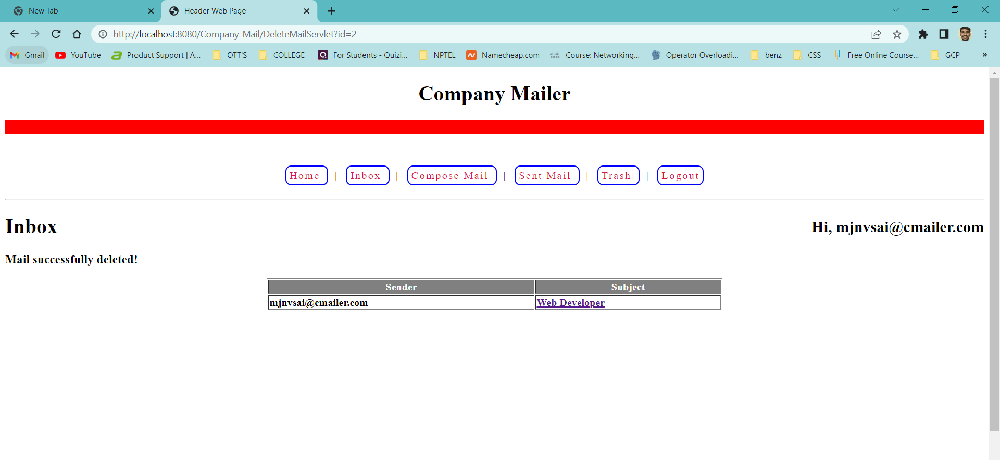 New Tab
Header Web Page
http://localhost:8080/Company_Mail/DeleteMailServlet?id=2
Gmail YouTube Product Support | A... OTT'S COLLEGE For Students - Quizi... NPTEL Namecheap.com Course: Networking... Operator Overloadi... benz CSS Free Online Course... GCP »
Company Mailer
Home | Inbox | Compose Mail | Sent Mail | Trash | Logout
Inbox
Hi, mjnvsai@cmailer.com
Mail successfully deleted!
Sender Subject
mjnvsai@cmailer.com Web Developer